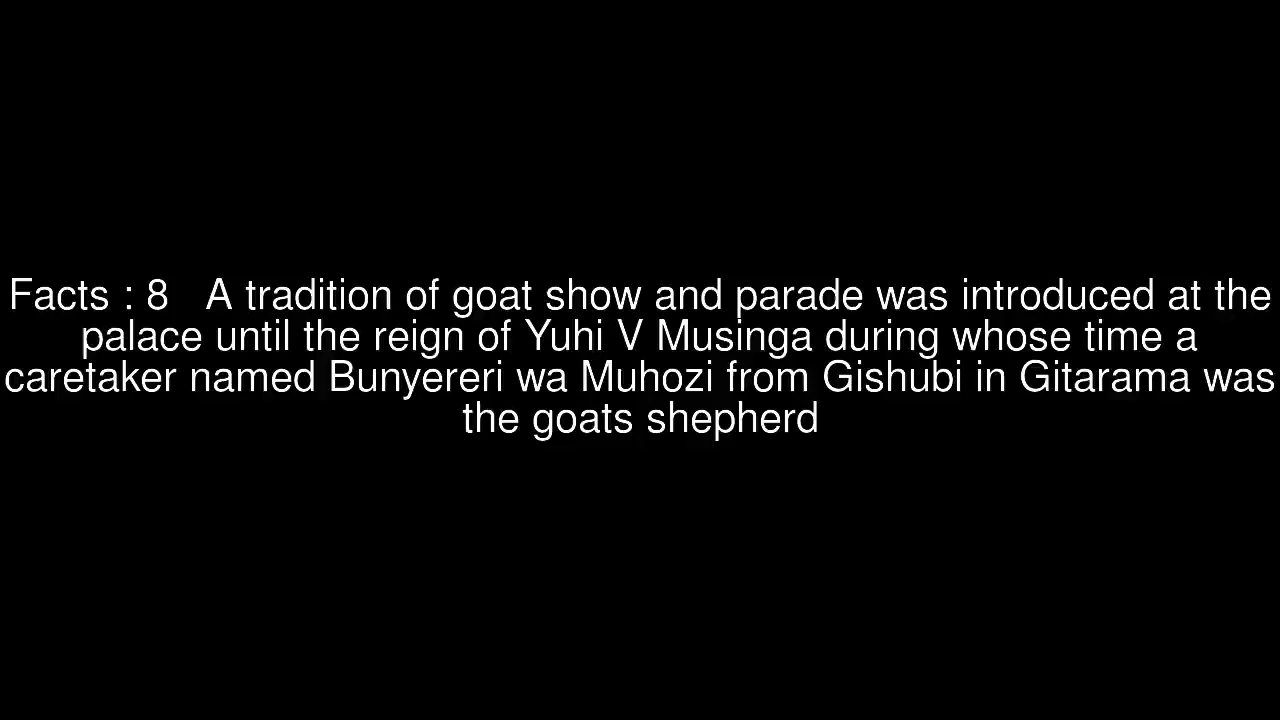 Facts : 8   A tradition of goat show and parade was introduced at the
palace until the reign of Yuhi V Musinga during whose time a
caretaker named Bunyereri wa Muhozi from Gishubi in Gitarama was
the goats shepherd